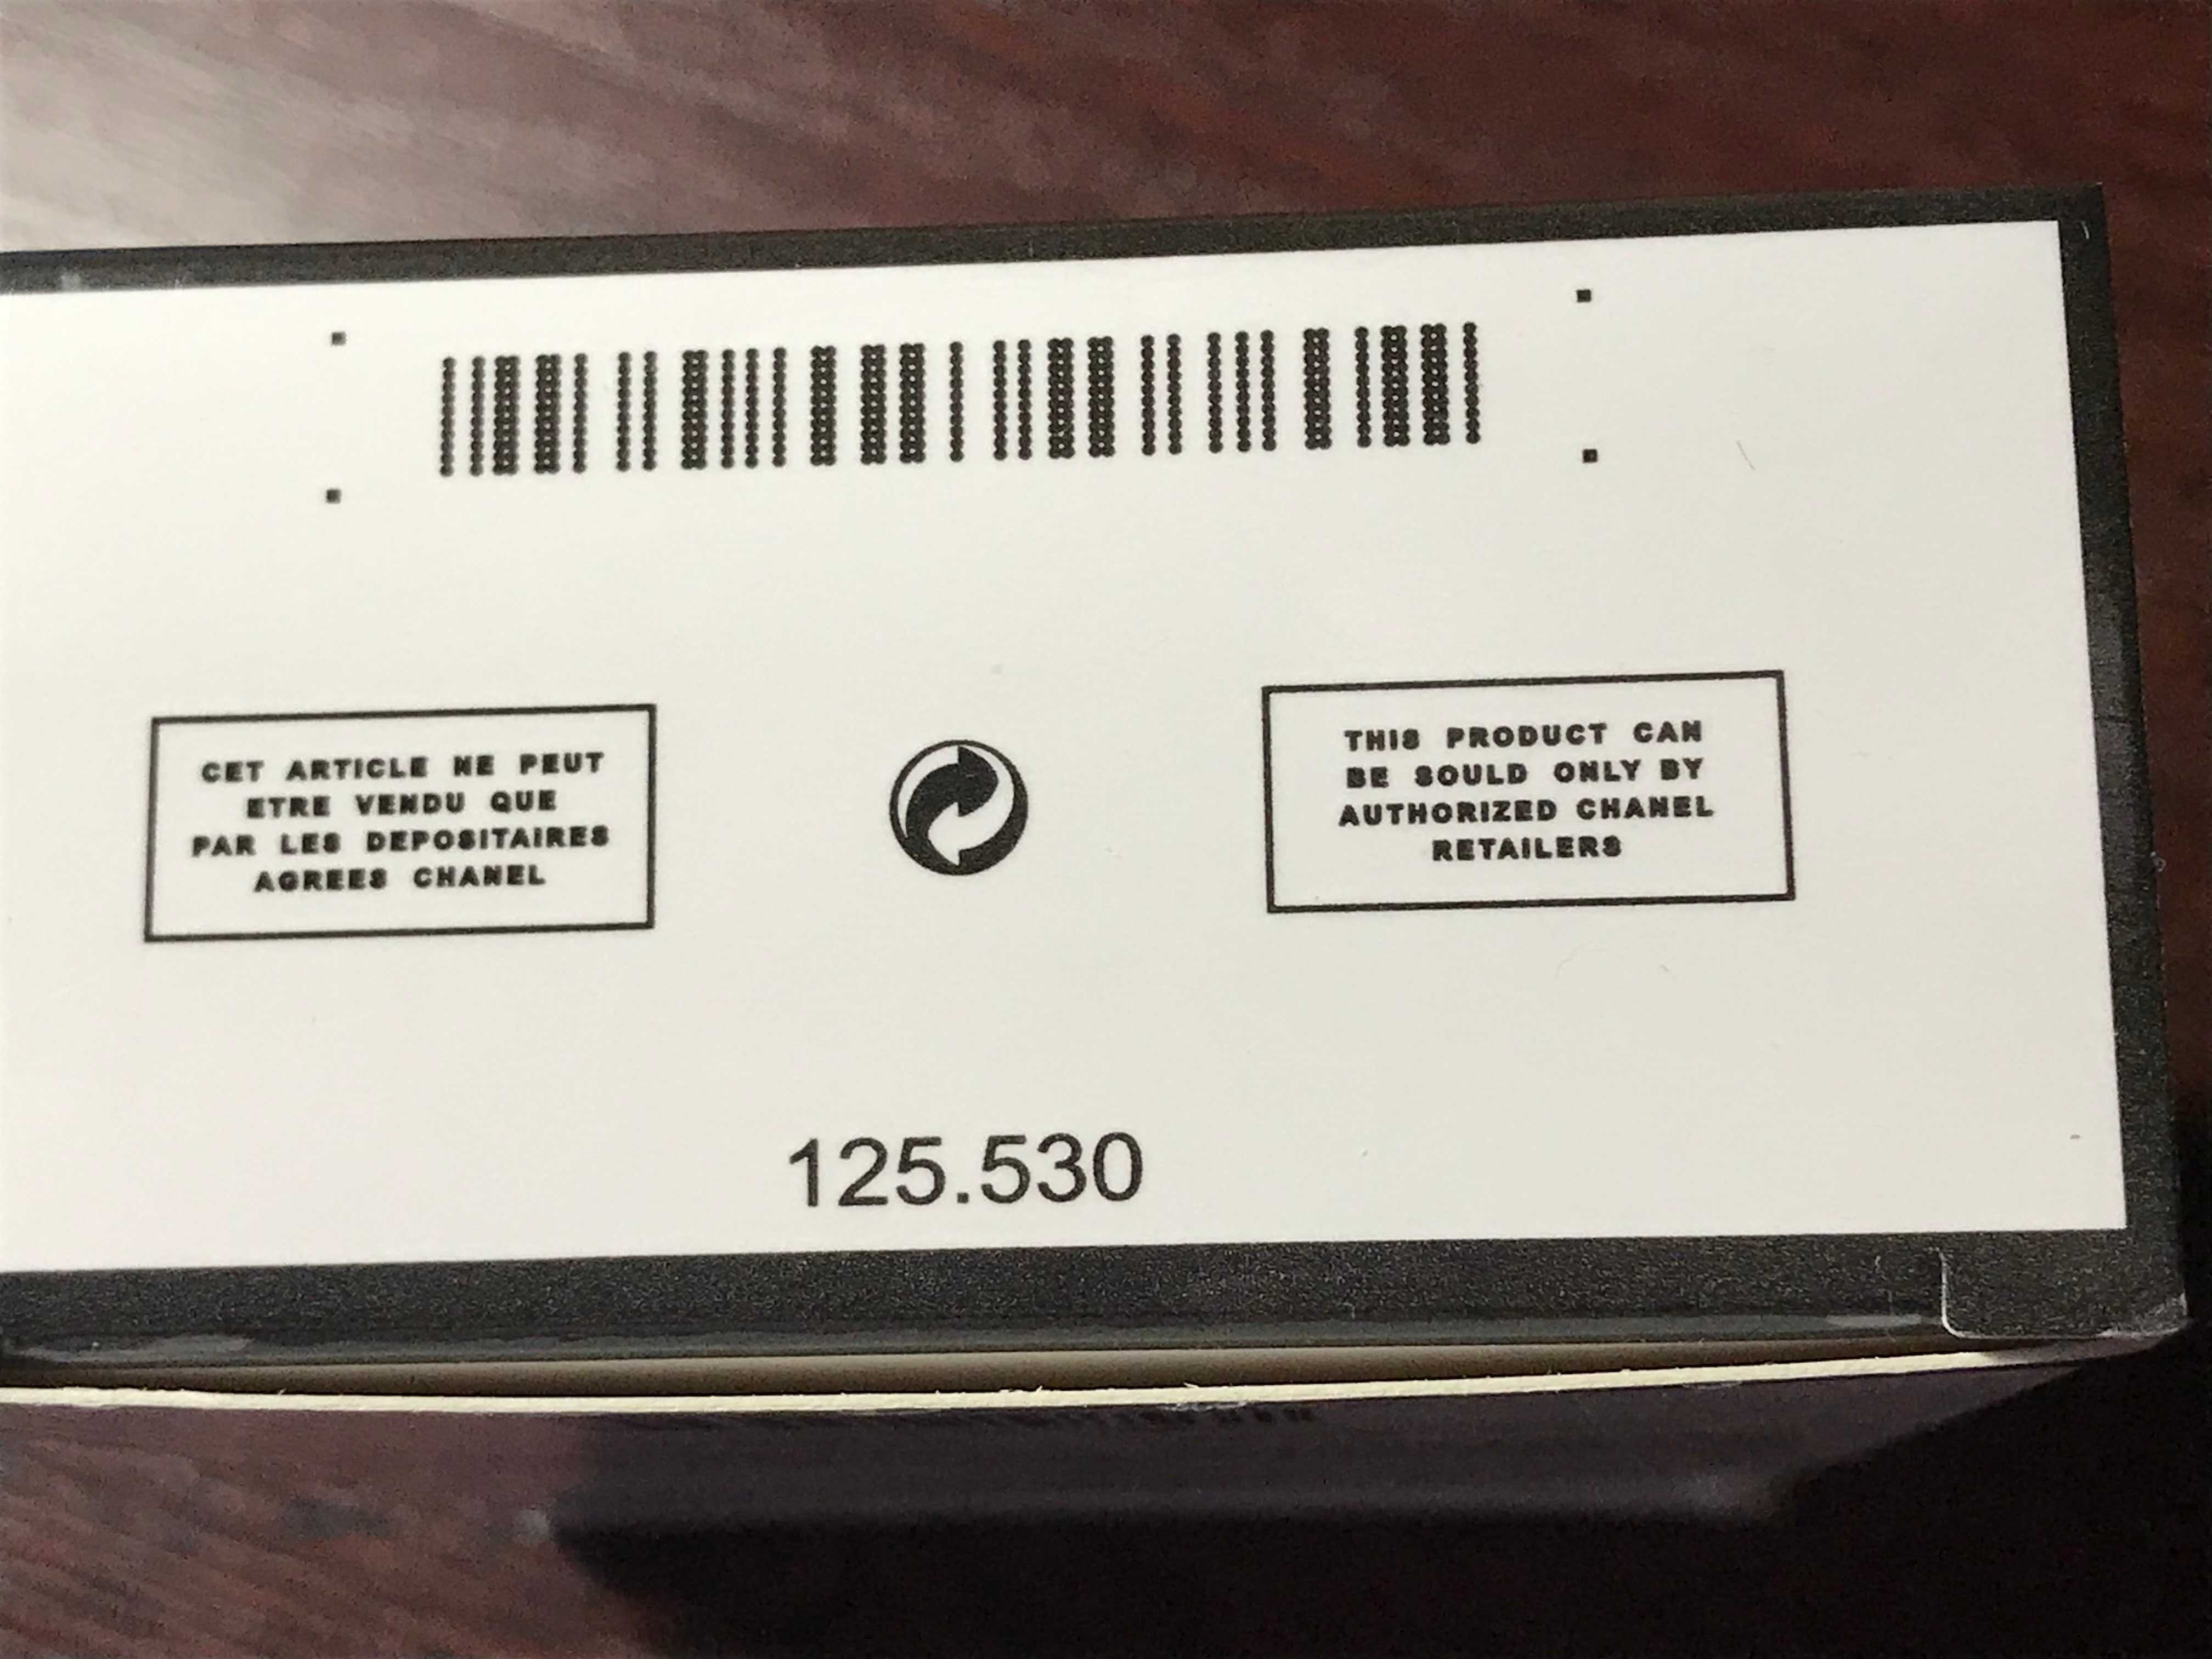 CET ARTICLE NE PEUT
ETRE VENDU QUE
PAR LES DEPOSITAIRES
AGREES CHANEL
THIS PRODUCT CAN
BE SOULD ONLY BY
AUTHORIZED CHANEL
RETAILERS
125.530